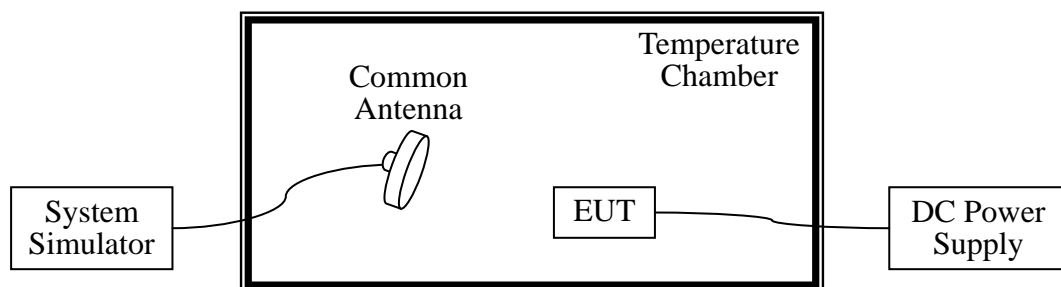 Temperature
Chamber
Common
Antenna
System
Simulator
EUT
DC Power
Supply